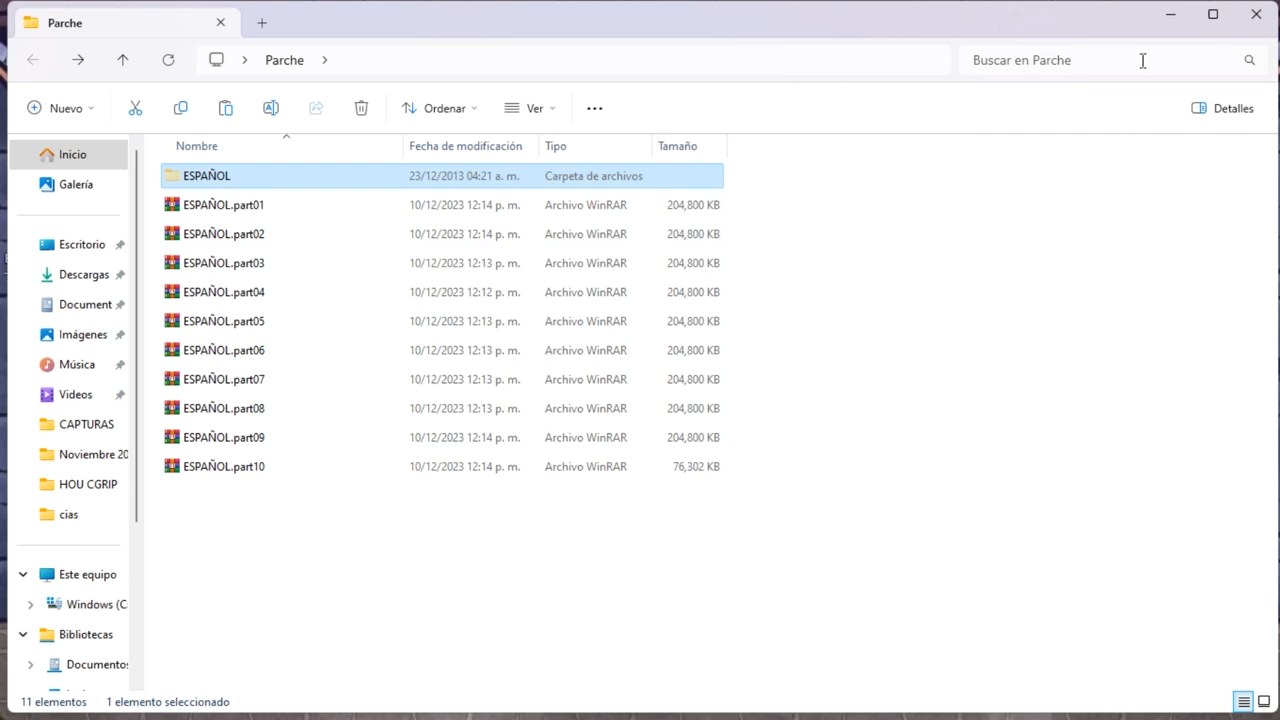 Parche
Parche
Buscar en Parche
Nuevo
Ordenar
Ver
Detalles
Inicio
Galería
Escritorio
Descargas
Document
Imágenes
Música
Videos
CAPTURAS
Noviembre 20
HOU CGRIP
cias
Este equipo
Windows (C
Bibliotecas
Documentos
Nombre Fecha de modificación Tipo Tamaño
ESPAÑOL 23/12/2013 04:21 a. m. Carpeta de archivos
ESPAÑOL.part01 10/12/2023 12:14 p. m. Archivo WinRAR 204,800 KB
ESPAÑOL.part02 10/12/2023 12:14 p. m. Archivo WinRAR 204,800 KB
ESPAÑOL.part03 10/12/2023 12:13 p. m. Archivo WinRAR 204,800 KB
ESPAÑOL.part04 10/12/2023 12:12 p. m. Archivo WinRAR 204,800 KB
ESPAÑOL.part05 10/12/2023 12:13 p. m. Archivo WinRAR 204,800 KB
ESPAÑOL.part06 10/12/2023 12:13 p. m. Archivo WinRAR 204,800 KB
ESPAÑOL.part07 10/12/2023 12:13 p. m. Archivo WinRAR 204,800 KB
ESPAÑOL.part08 10/12/2023 12:13 p. m. Archivo WinRAR 204,800 KB
ESPAÑOL.part09 10/12/2023 12:14 p. m. Archivo WinRAR 204,800 KB
ESPAÑOL.part10 10/12/2023 12:14 p. m. Archivo WinRAR 76,302 KB
11 elementos 1 elemento seleccionado